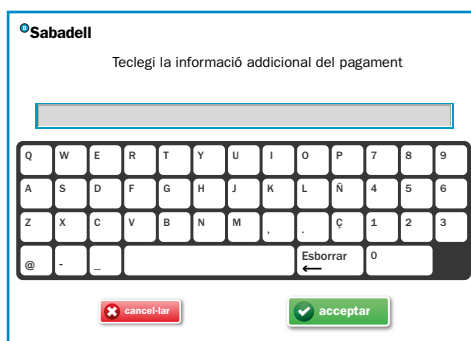 Sabadell
Teclegi la informació addicional del pagament
Q W E R T Y U I O P 7 8 9
A S D F G H J K L Ñ 4 5 6
Z X C V B N M , . Ç 1 2 3
@ - _ Esborrar 0
cancel·lar acceptar